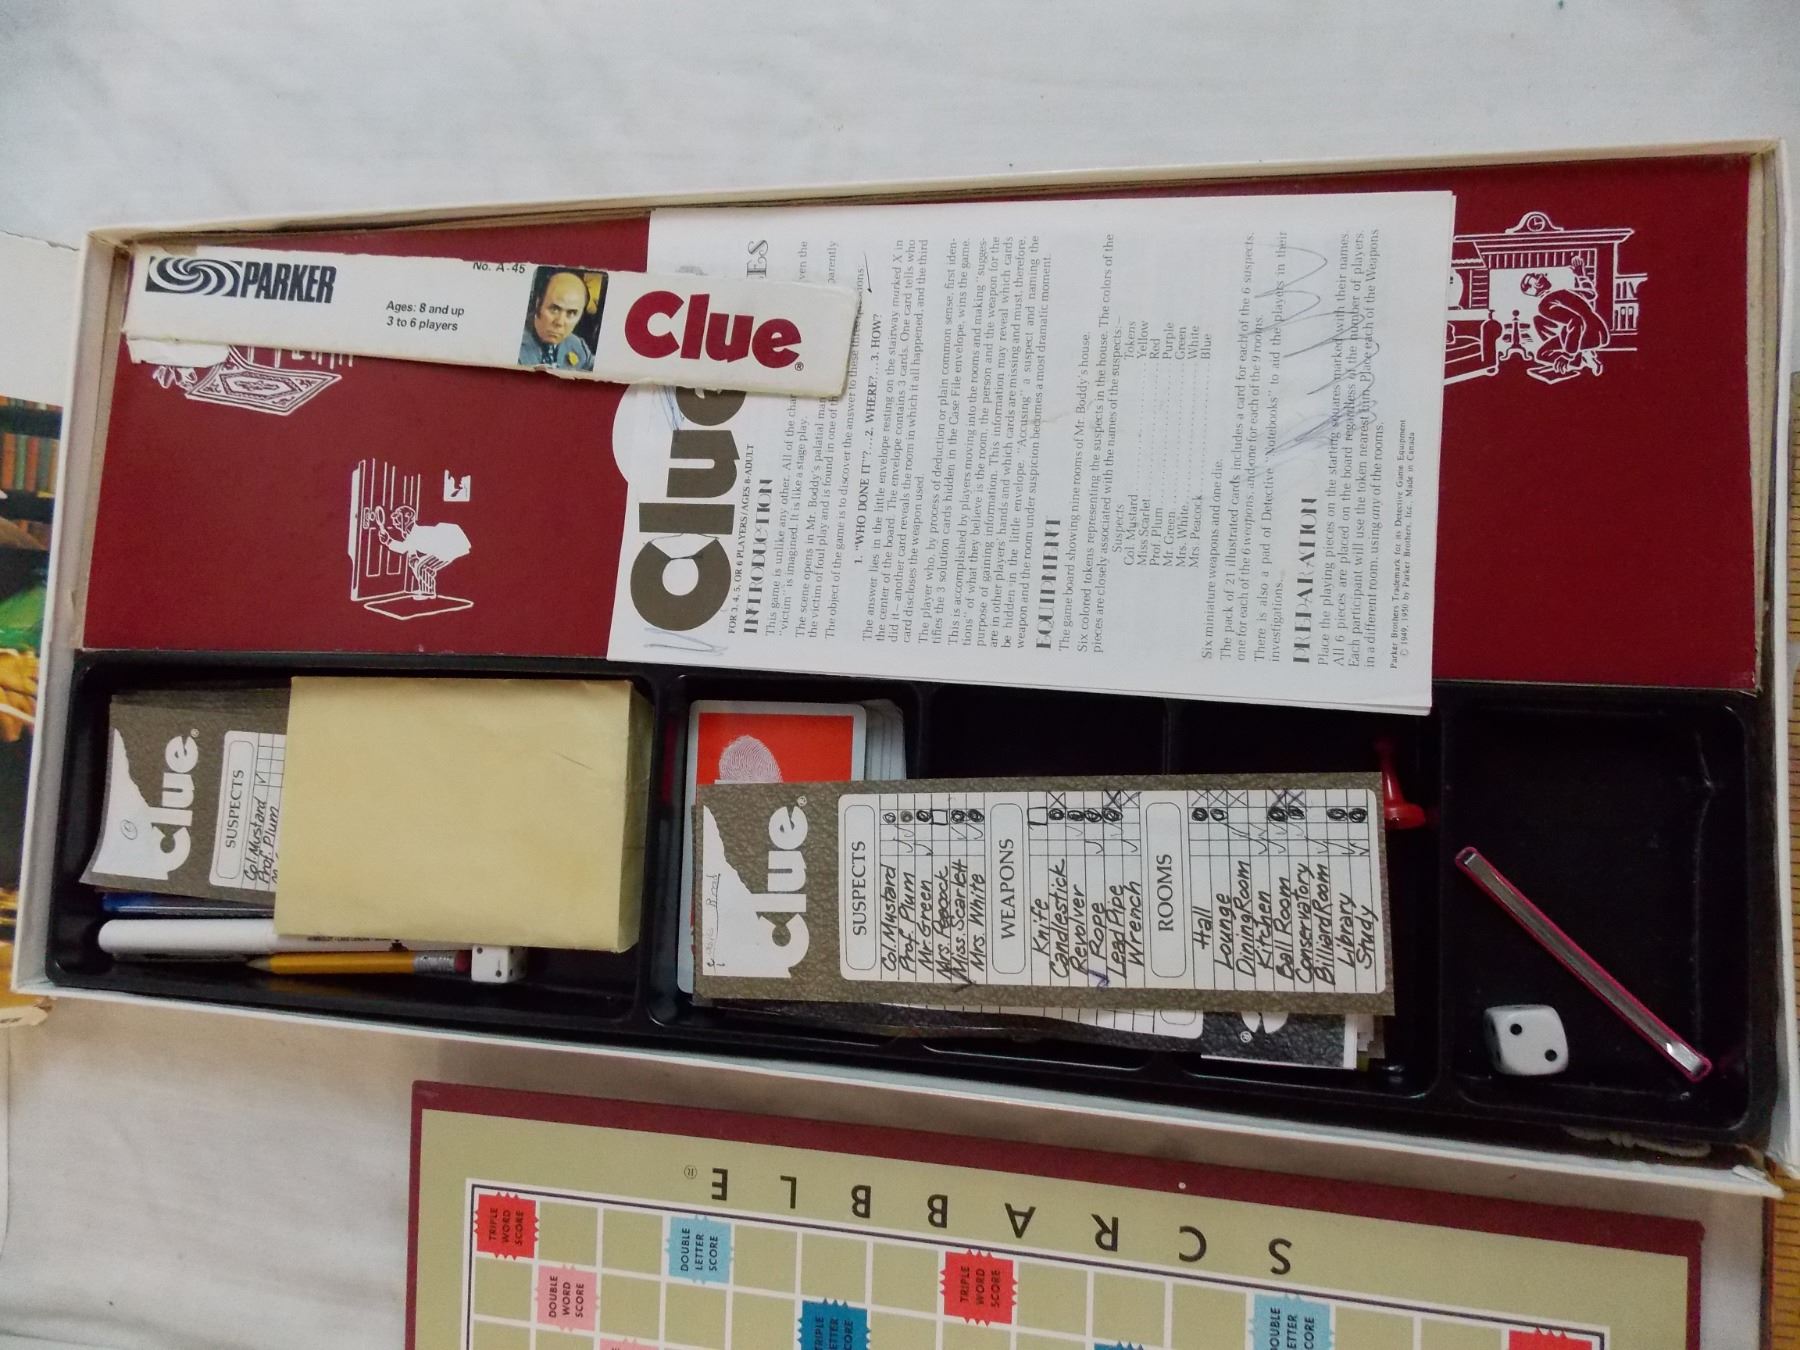 PARKER
No. A-45
Ages: 8 and up
3 to 6 players
Clue®
Clue
ES
FOR 3, 4, 5, OR 6 PLAYERS/AGES 8-ADULT
INTRODUCTION
This game is unlike any other. All of the char
ven the
"victim" is imagined. It is like a stage play.
The scene opens in Mr. Boddy's palatial man
parently
the victim of foul play and is found in one of th
The object of the game is to discover the answer to these three questions:
1. "WHO DONE IT"?...2. WHERE?...3. HOW?
The answer lies in the little envelope resting on the stairway marked X in
the center of the board. The envelope contains 3 cards. One card tells who
did it — another card reveals the room in which it all happened, and the third
card discloses the weapon used.
The player who, by process of deduction or plain common sense, first iden-
tifies the 3 solution cards hidden in the Case File envelope, wins the game.
This is accomplished by players moving into the rooms and making "sugges-
tions" of what they believe is the room, the person and the weapon for the
purpose of gaining information. This information may reveal which cards
are in other players' hands and which cards are missing and must, therefore,
be hidden in the little envelope. "Accusing" a suspect and naming the
weapon and the room under suspicion becomes a most dramatic moment.
EQUIPMENT
The game board showing nine rooms of Mr. Boddy's house.
Six colored tokens representing the suspects in the house. The colors of the
pieces are closely associated with the names of the suspects:—
Suspects Tokens
Col. Mustard Yellow
Miss Scarlet Red
Prof. Plum Purple
Mr. Green Green
Mrs. White White
Mrs. Peacock Blue
Six miniature weapons and one die.
The pack of 21 illustrated cards includes a card for each of the 6 suspects,
one for each of the 6 weapons, and one for each of the 9 rooms.
There is also a pad of Detective "Notebooks" to aid the players in their
investigations.
PREPARATION
Place the playing pieces on the starting squares marked with their names.
All 6 pieces are placed on the board regardless of the number of players.
Each participant will use the token nearest him. Place each of the Weapons
in a different room, using any of the rooms.
Parker Brothers Trademark for its Detective Game Equipment
© 1949, 1950 by Parker Brothers, Inc. Made in Canada
Clue®
SUSPECTS
Col. Mustard
Prof. Plum
Clue®
SUSPECTS
Col. Mustard
Prof. Plum
Mr. Green
Mrs. Peacock
Miss Scarlett
Mrs. White
WEAPONS
Knife
Candlestick
Revolver
Rope
Lead Pipe
Wrench
ROOMS
Hall
Lounge
Dining Room
Kitchen
Ball Room
Conservatory
Billiard Room
Library
Study
SCRABBLE®
TRIPLE WORD SCORE
DOUBLE LETTER SCORE
DOUBLE WORD SCORE
TRIPLE WORD SCORE
TRIPLE
DOUBLE LETTER SCORE